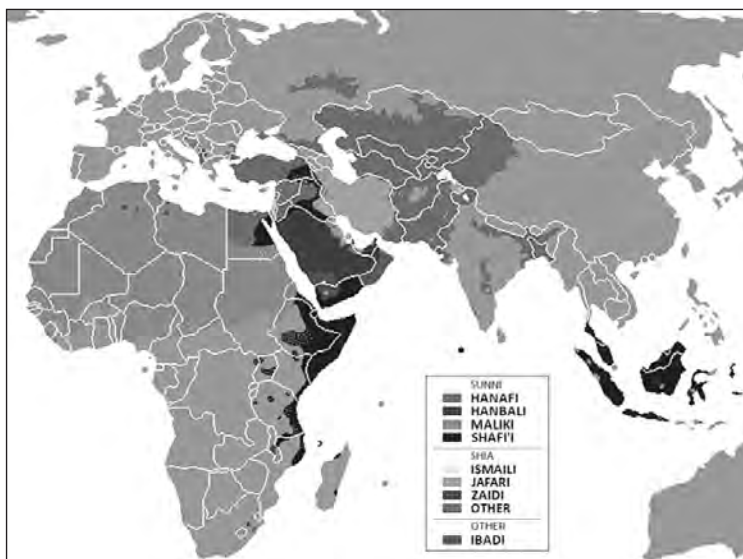 SUNNI
HANAFI
HANBALI
MALIKI
SHAFI'I
SHIA
ISMAILI
JAFARI
ZAIDI
OTHER
OTHER
IBADI